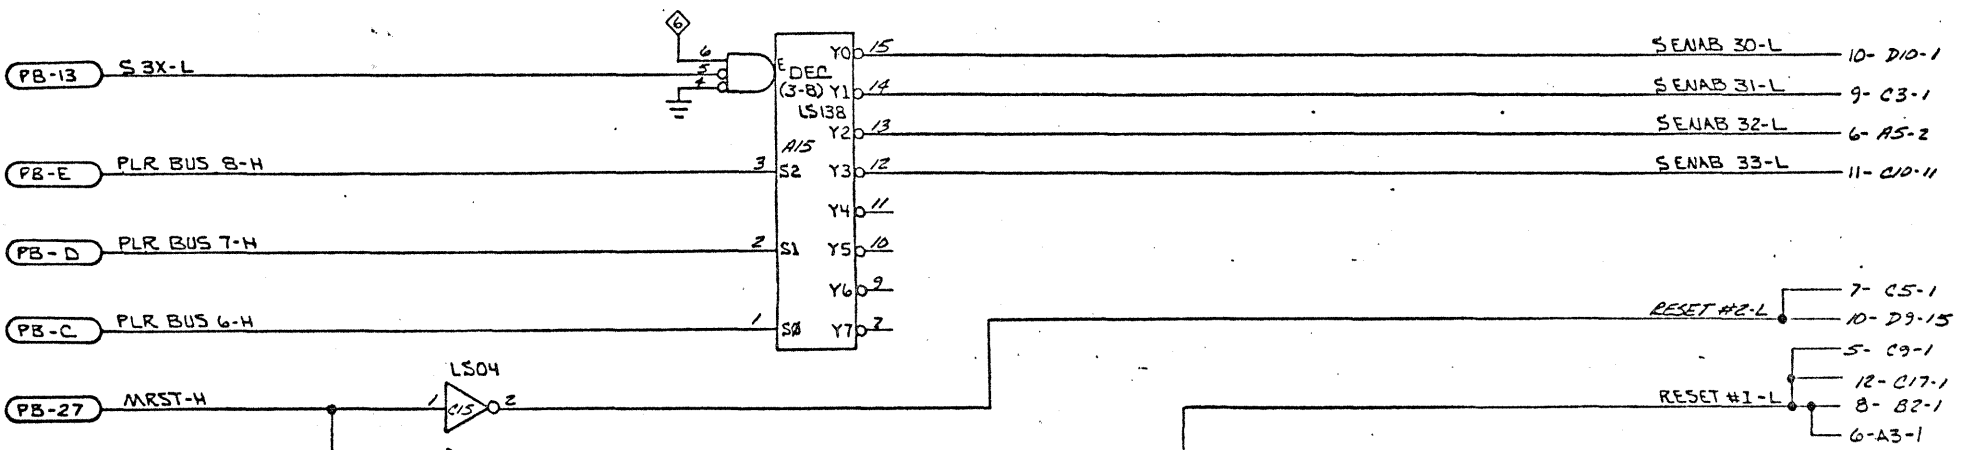 6
PB-13 S3X-L 6 5 4 E DEC (3-8) LS138 A15
Y0 15 SENAB 30-L 10- D10-1
Y1 14 SENAB 31-L 9- C3-1
Y2 13 SENAB 32-L 6- A5-2
PB-E PLR BUS 8-H 3 S2 Y3 12 SENAB 33-L 11- C10-11
Y4 11
PB-D PLR BUS 7-H 2 S1 Y5 10
Y6 9
7- C5-1
PB-C PLR BUS 6-H 1 SØ Y7 7 RESET #2-L 10- D9-15
5- C9-1
LS04
12- C17-1
PB-27 MRST-H 1 C15 2 RESET #1-L 8- B2-1
6-A3-1